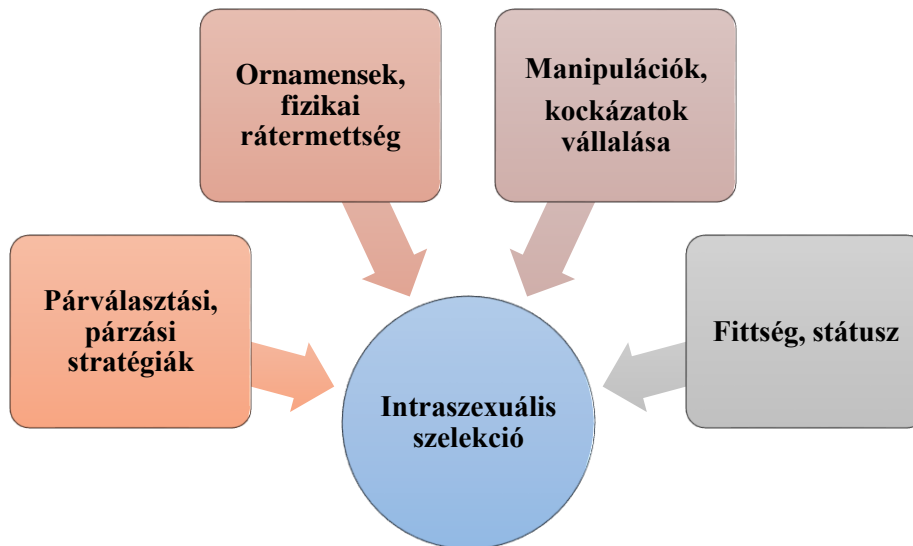 Ornamensek,
fizikai
rátermettség
Manipulációk,
kockázatok
vállalása
Párválasztási,
párzási
stratégiák
Fittség, státusz
Intraszexuális
szelekció